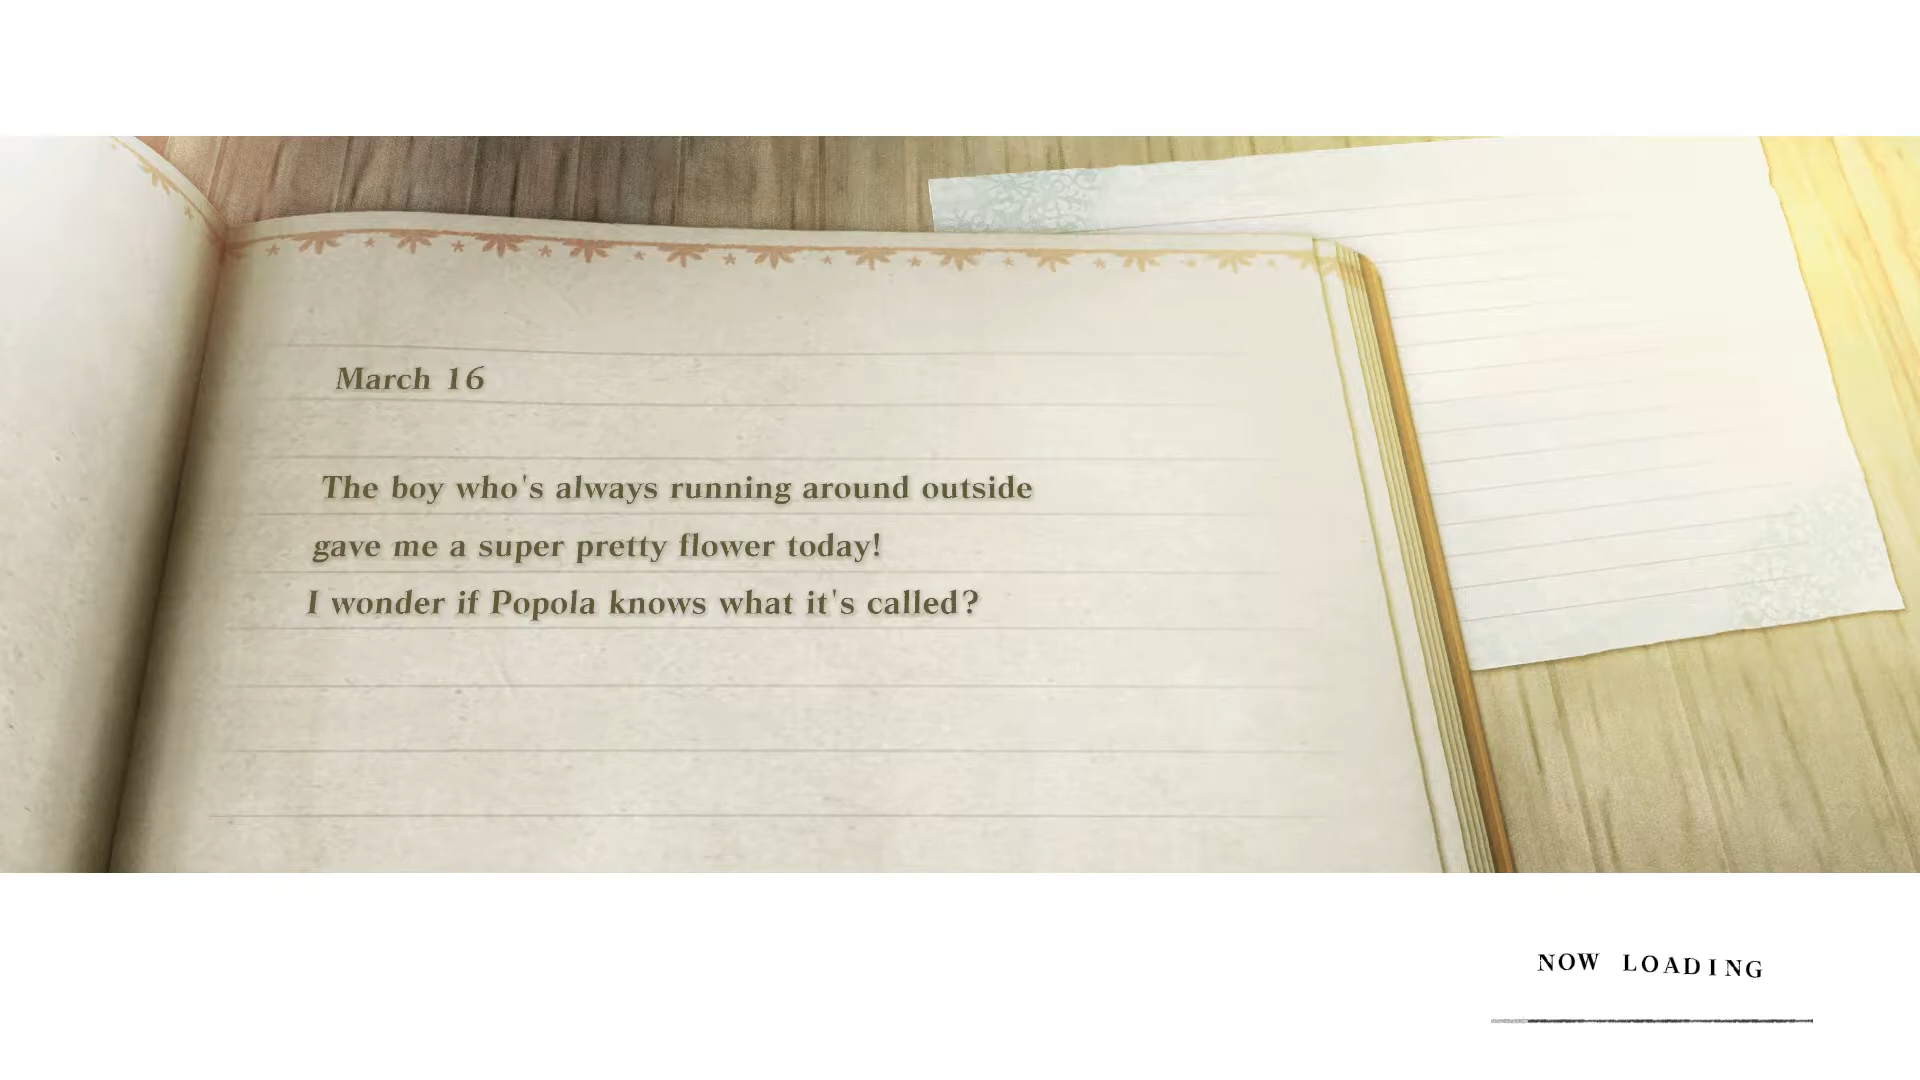 March 16
The boy who's always running around outside
gave me a super pretty flower today!
I wonder if Popola knows what it's called?
NOW LOADING